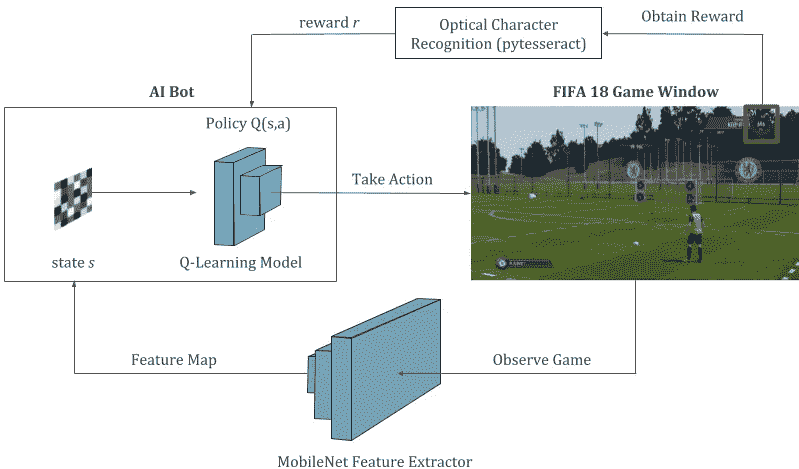 reward r
Optical Character
Recognition (pytesseract)
Obtain Reward
AI Bot
FIFA 18 Game Window
Policy Q(s,a)
Take Action
state s
Q-Learning Model
Feature Map
Observe Game
MobileNet Feature Extractor